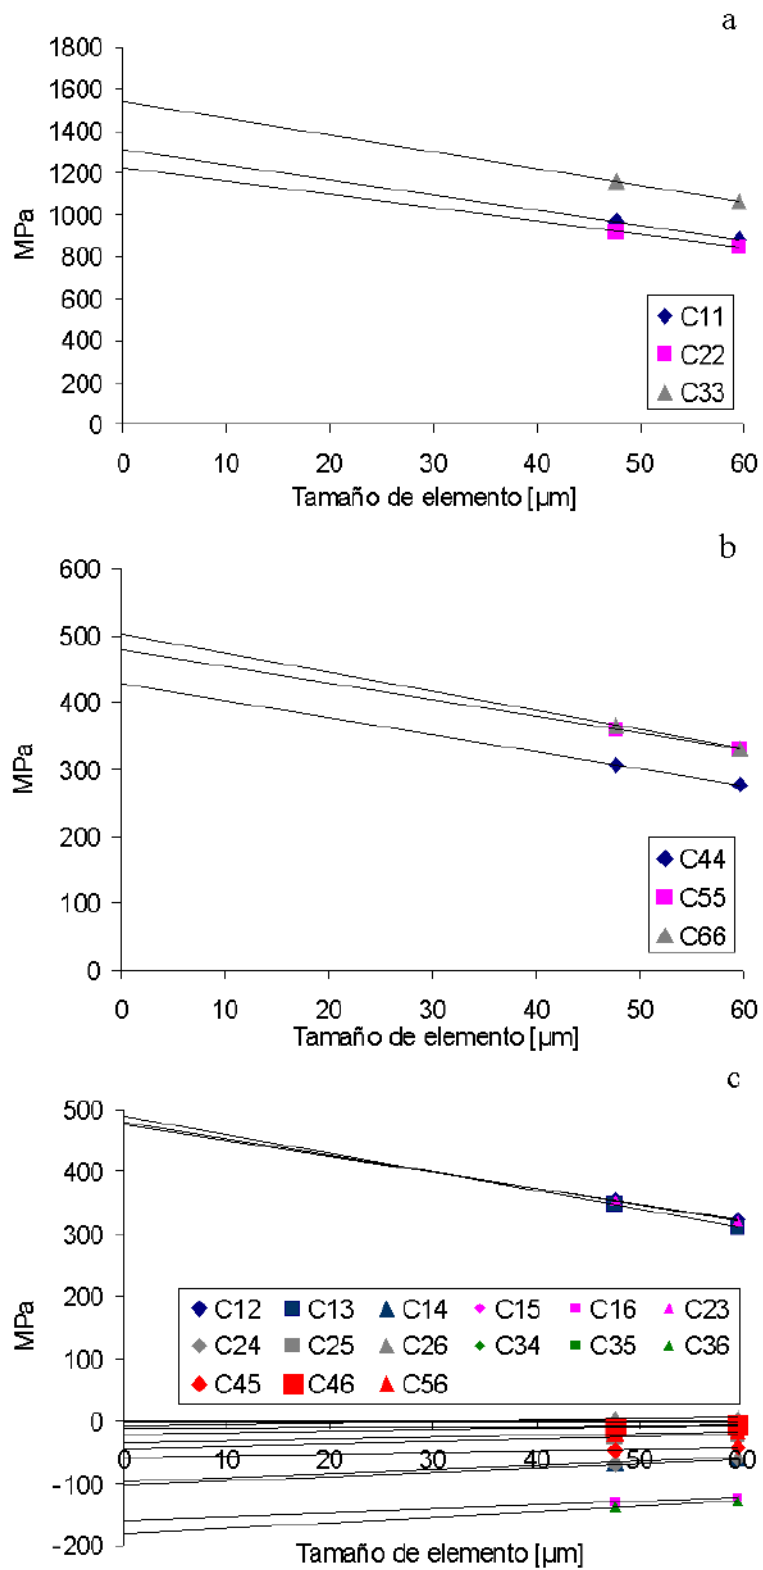 a
1800
1600
1400
1200
1000
800
600
400
200
0
MPa
0 10 20 30 40 50 60
Tamaño de elemento [µm]
C11
C22
C33
b
600
500
400
300
200
100
0
MPa
0 10 20 30 40 50 60
Tamaño de elemento [µm]
C44
C55
C66
c
500
400
300
200
100
0
-100
-200
MPa
C12 C13 C14 C15 C16 C23
C24 C25 C26 C34 C35 C36
C45 C46 C56
0 10 20 30 40 50 60
Tamaño de elemento [µm]